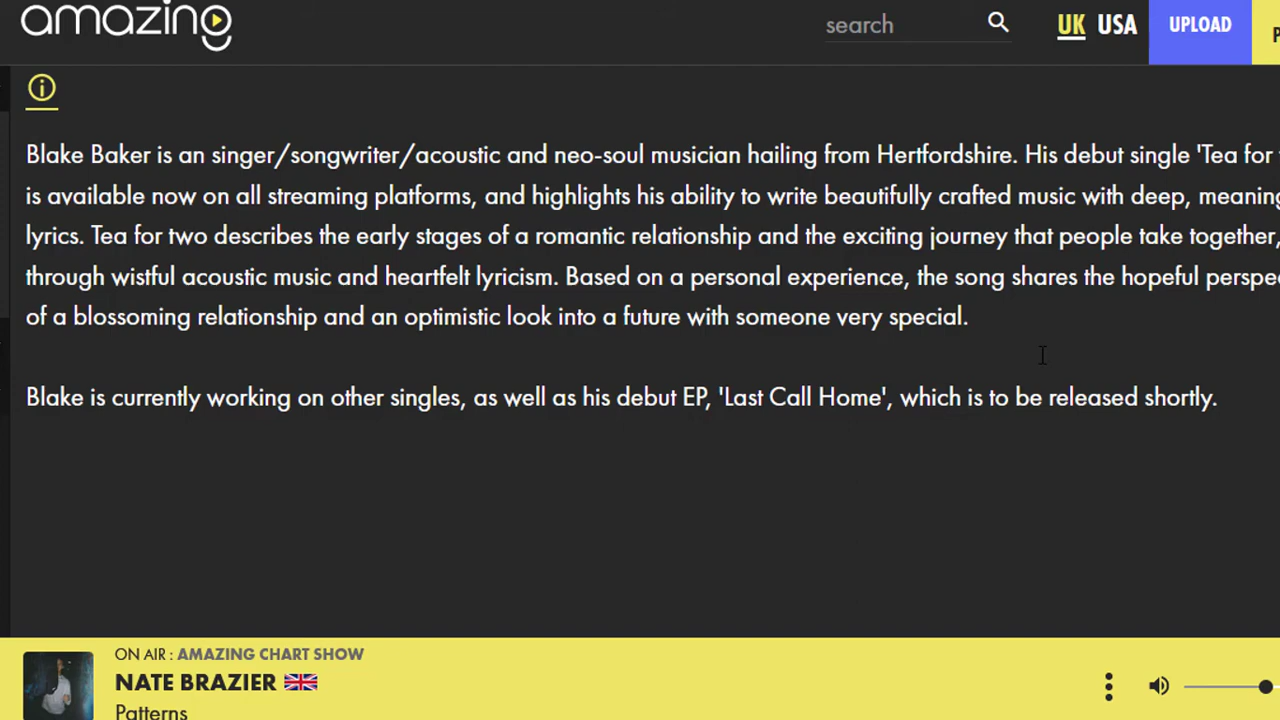 amazing
search
UK USA
UPLOAD
Blake Baker is an singer/songwriter/acoustic and neo-soul musician hailing from Hertfordshire. His debut single 'Tea for
is available now on all streaming platforms, and highlights his ability to write beautifully crafted music with deep,
lyrics. Tea for two describes the early stages of a romantic relationship and the exciting journey that people take together,
through wistful acoustic music and heartfelt lyricism. Based on a personal experience, the song shares the hopeful
of a blossoming relationship and an optimistic look into a future with someone very special.
Blake is currently working on other singles, as well as his debut EP, 'Last Call Home', which is to be released shortly.
ON AIR : AMAZING CHART SHOW
NATE BRAZIER
Patterns